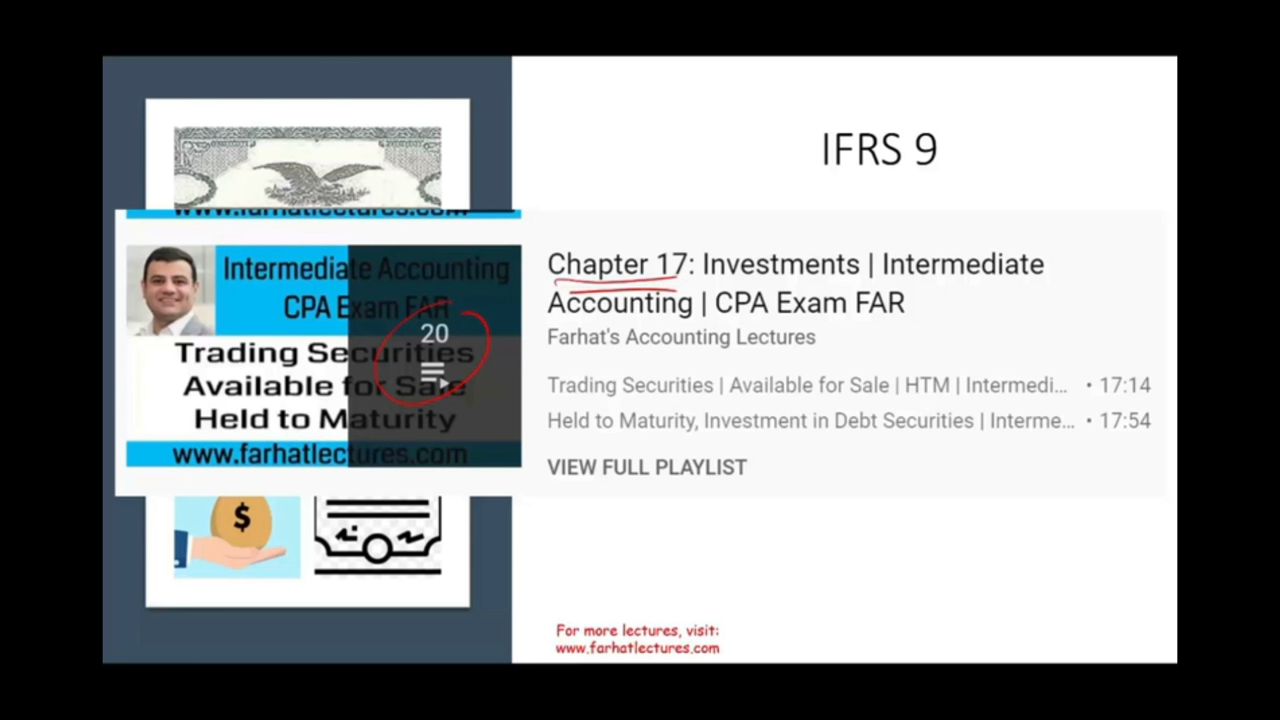 IFRS 9
www.farhatlectures.com
Intermediate Accounting
CPA Exam FAR
20
Trading Securities
Available for Sale
Held to Maturity
www.farhatlectures.com
Chapter 17: Investments | Intermediate
Accounting | CPA Exam FAR
Farhat's Accounting Lectures
Trading Securities | Available for Sale | HTM | Intermedi... • 17:14
Held to Maturity, Investment in Debt Securities | Interme... • 17:54
VIEW FULL PLAYLIST
$
For more lectures, visit:
www.farhatlectures.com